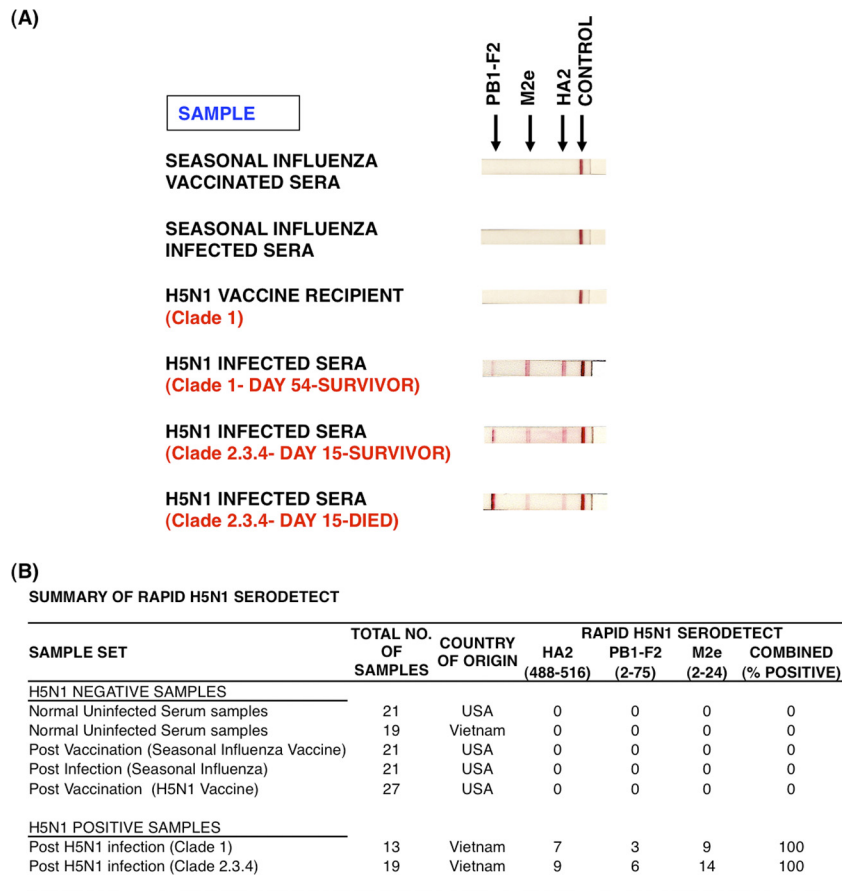 (A)
PB1-F2
M2e
HA2
CONTROL
SAMPLE
SEASONAL INFLUENZA
VACCINATED SERA
SEASONAL INFLUENZA
INFECTED SERA
H5N1 VACCINE RECIPIENT
(Clade 1)
H5N1 INFECTED SERA
(Clade 1- DAY 54-SURVIVOR)
H5N1 INFECTED SERA
(Clade 2.3.4- DAY 15-SURVIVOR)
H5N1 INFECTED SERA
(Clade 2.3.4- DAY 15-DIED)
(B)
SUMMARY OF RAPID H5N1 SERODETECT
TOTAL NO. RAPID H5N1 SERODETECT
SAMPLE SET OF COUNTRY HA2 PB1-F2 M2e COMBINED
SAMPLES OF ORIGIN (488-516) (2-75) (2-24) (% POSITIVE)
H5N1 NEGATIVE SAMPLES
Normal Uninfected Serum samples 21 USA 0 0 0 0
Normal Uninfected Serum samples 19 Vietnam 0 0 0 0
Post Vaccination (Seasonal Influenza Vaccine) 21 USA 0 0 0 0
Post Infection (Seasonal Influenza) 21 USA 0 0 0 0
Post Vaccination (H5N1 Vaccine) 27 USA 0 0 0 0
H5N1 POSITIVE SAMPLES
Post H5N1 infection (Clade 1) 13 Vietnam 7 3 9 100
Post H5N1 infection (Clade 2.3.4) 19 Vietnam 9 6 14 100